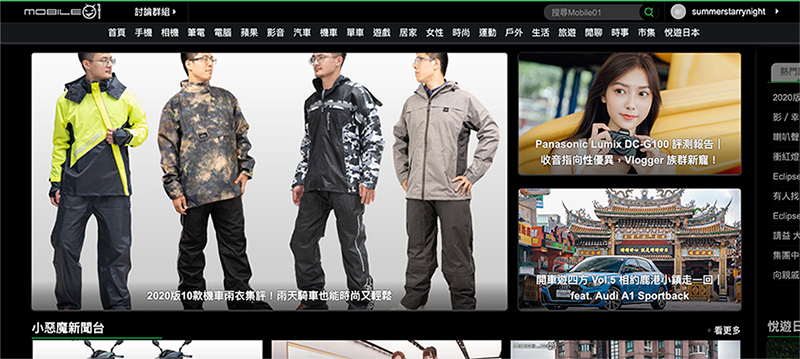 MOBILE01
討論群組
搜尋Mobile01
summerstarrynight
首頁 手機 相機 筆電 電腦 蘋果 影音 汽車 機車 單車 遊戲 居家 女性 時尚 運動 戶外 生活 旅遊 閒聊 時事 市集 悅遊日本
2020版10款機車雨衣集評！雨天騎車也能時尚又輕鬆
Panasonic Lumix DC-G100 評測報告｜
收音指向性優異，Vlogger 族群新寵！
開車遊四方 Vol.5 相約鹿港小鎮走一回
feat. Audi A1 Sportback
熱門
2020版
影 / 幸
喇叭聲
衝紅燈
Eclipse
有人找
Eclipse
請益 大
集團中
向親戚
小惡魔新聞台
+ 看更多
悅遊日